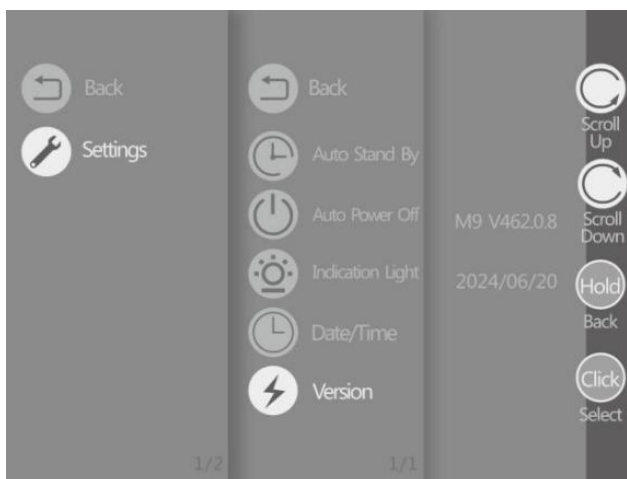 Back
Settings
1/2
Back
Auto Stand By
Auto Power Off
Indication Light
Date/Time
Version
1/1
M9 V462.0.8
2024/06/20
Scroll
Up
Scroll
Down
Hold
Back
Click
Select